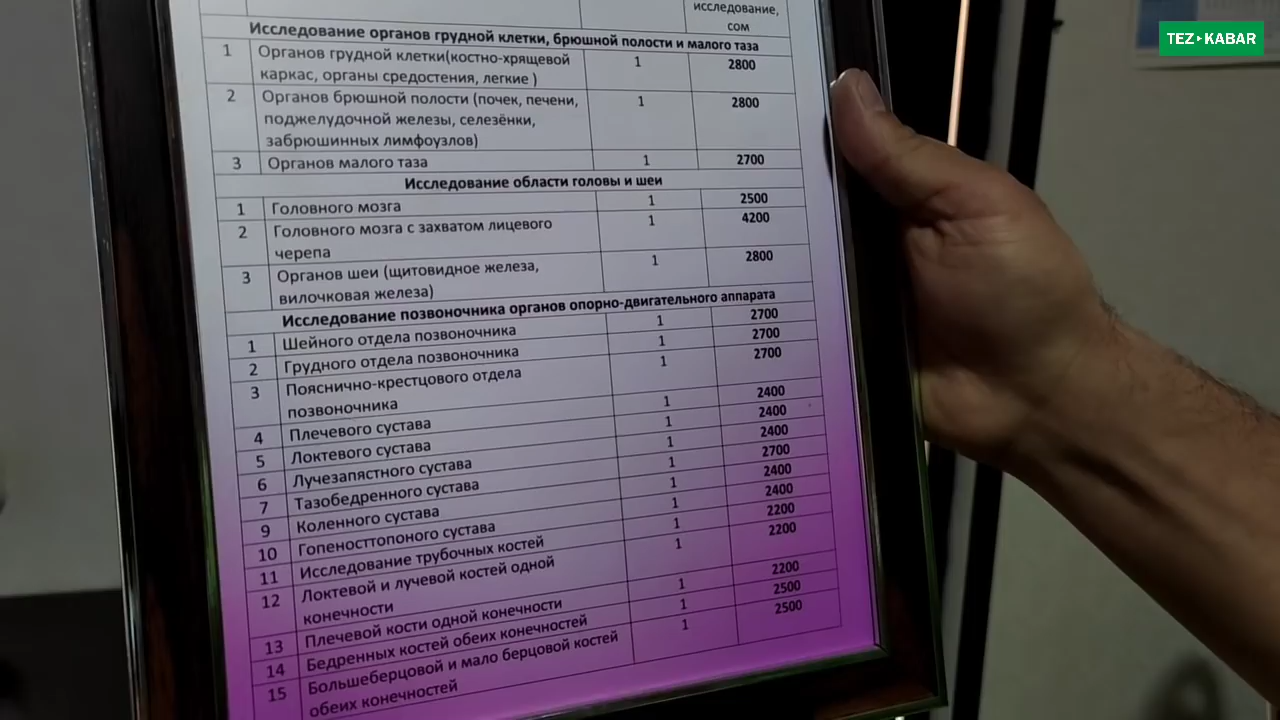 исследование,
сом
TEZ KABAR
Исследование органов грудной клетки, брюшной полости и малого таза
1 Органов грудной клетки(костно-хрящевой 1 2800
каркас, органы средостения, легкие )
2 Органов брюшной полости (почек, печени, 1 2800
поджелудочной железы, селезёнки,
забрюшинных лимфоузлов)
3 Органов малого таза 1 2700
Исследование области головы и шеи
1 Головного мозга 1 2500
2 Головного мозга с захватом лицевого 1 4200
черепа
3 Органов шеи (щитовидное железа, 1 2800
вилочковая железа)
Исследование позвоночника органов опорно-двигательного аппарата
1 Шейного отдела позвоночника 1 2700
2 Грудного отдела позвоночника 1 2700
3 Пояснично-крестцового отдела 1 2700
позвоночника
4 Плечевого сустава 1 2400
5 Локтевого сустава 1 2400
6 Лучезапястного сустава 1 2400
7 Тазобедренного сустава 1 2700
9 Коленного сустава 1 2400
10 Гопеносттопоного сустава 1 2400
11 Исследование трубочных костей 1 2200
12 Локтевой и лучевой костей одной 1 2200
конечности
13 Плечевой кости одной конечности 1 2200
14 Бедренных костей обеих конечностей 1 2500
15 Большеберцовой и мало берцовой костей 1 2500
обеих конечностей